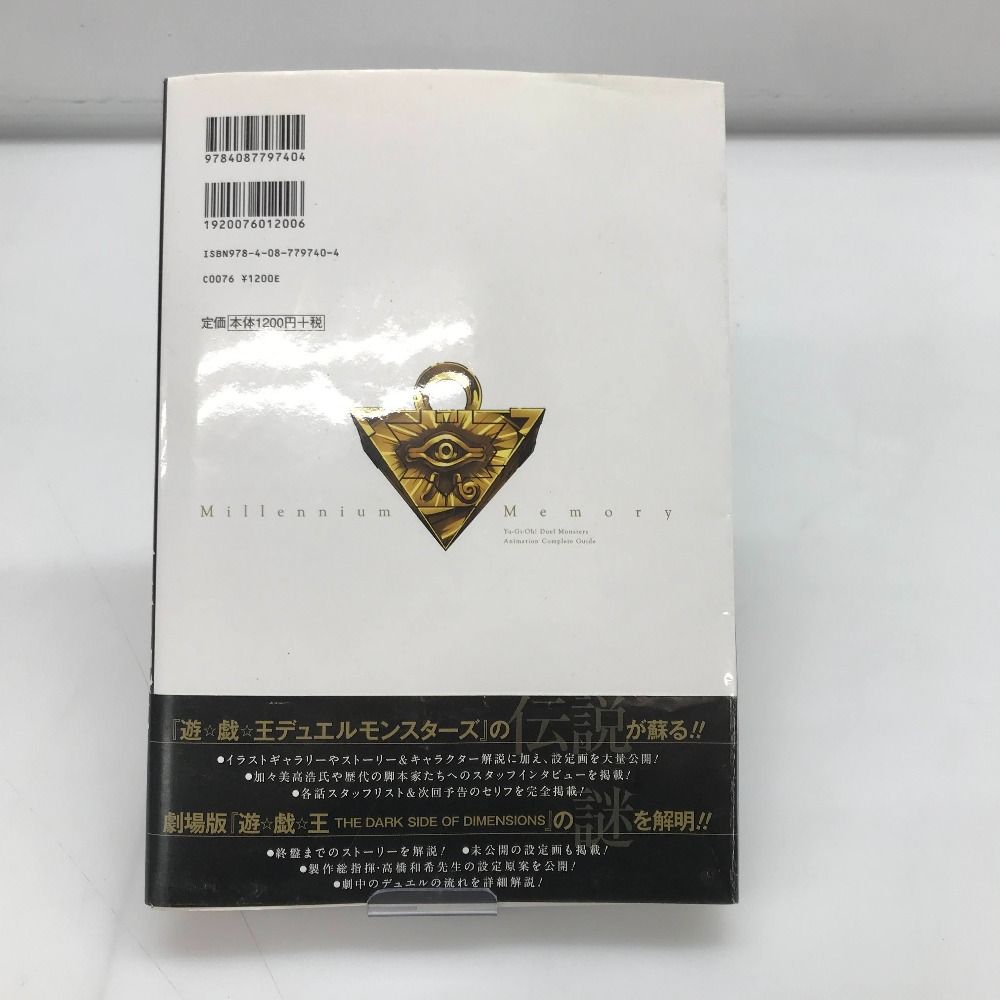 9784087797404
1920076012006
ISBN978-4-08-779740-4
C0076 ¥1200E
定価 本体1200円+税
Millennium Memory
Yu-Gi-Oh! Duel Monsters
Animation Complete Guide
『遊☆戯☆王デュエルモンスターズ』の伝説が蘇る!!
●イラストギャラリーやストーリー&キャラクター解説に加え、設定画を大量公開!
●加々美高浩氏や歴代の脚本家たちへのスタッフインタビューを掲載!
●各話スタッフリスト&次回予告のセリフを完全掲載!
劇場版『遊☆戯☆王 THE DARK SIDE OF DIMENSIONS』の謎を解明!!
●終盤までのストーリーを解説! ●未公開の設定画も掲載!
●製作総指揮・高橋和希先生の設定原案を公開!
●劇中のデュエルの流れを詳細解説!